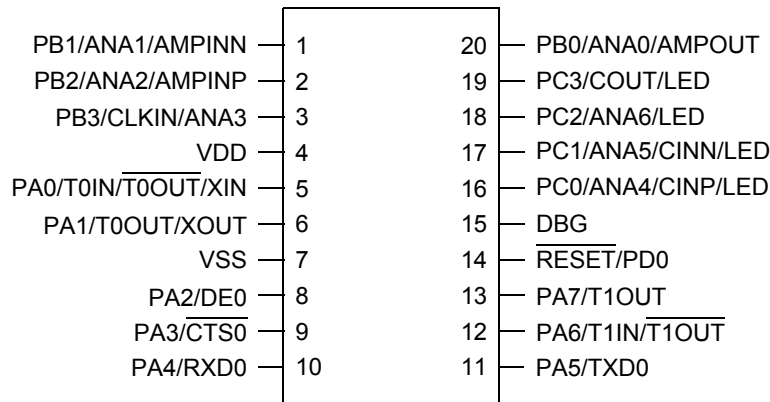 PB1/ANA1/AMPINN 1 20 PB0/ANA0/AMPOUT
PB2/ANA2/AMPINP 2 19 PC3/COUT/LED
PB3/CLKIN/ANA3 3 18 PC2/ANA6/LED
VDD 4 17 PC1/ANA5/CINN/LED
PA0/T0IN/T0OUT/XIN 5 16 PC0/ANA4/CINP/LED
PA1/T0OUT/XOUT 6 15 DBG
VSS 7 14 RESET/PD0
PA2/DE0 8 13 PA7/T1OUT
PA3/CTS0 9 12 PA6/T1IN/T1OUT
PA4/RXD0 10 11 PA5/TXD0